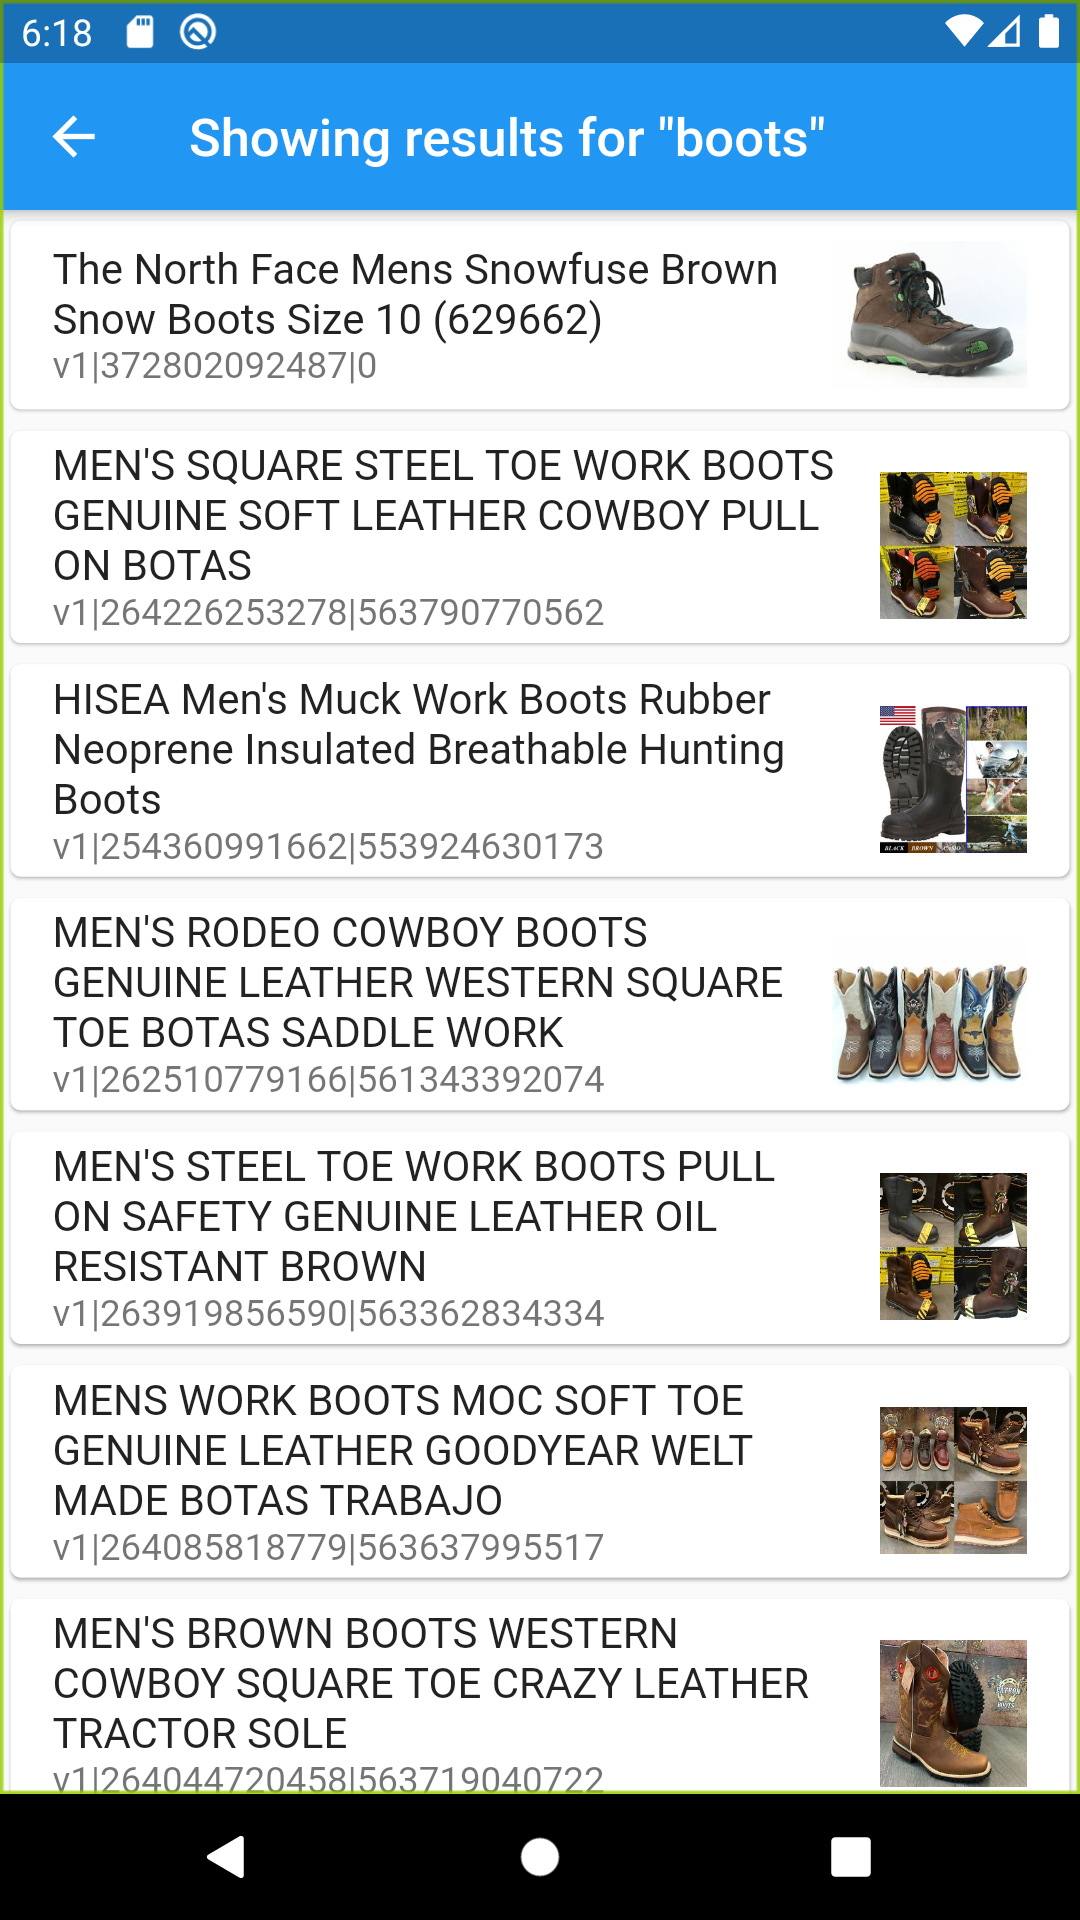 6:18
Showing results for "boots"
The North Face Mens Snowfuse Brown
Snow Boots Size 10 (629662)
v1|372802092487|0
MEN'S SQUARE STEEL TOE WORK BOOTS
GENUINE SOFT LEATHER COWBOY PULL
ON BOTAS
v1|264226253278|563790770562
HISEA Men's Muck Work Boots Rubber
Neoprene Insulated Breathable Hunting
Boots
v1|254360991662|553924630173
BLACK BROWN
MEN'S RODEO COWBOY BOOTS
GENUINE LEATHER WESTERN SQUARE
TOE BOTAS SADDLE WORK
v1|262510779166|561343392074
MEN'S STEEL TOE WORK BOOTS PULL
ON SAFETY GENUINE LEATHER OIL
RESISTANT BROWN
v1|263919856590|563362834334
MENS WORK BOOTS MOC SOFT TOE
GENUINE LEATHER GOODYEAR WELT
MADE BOTAS TRABAJO
v1|264085818779|563637995517
MEN'S BROWN BOOTS WESTERN
COWBOY SQUARE TOE CRAZY LEATHER
TRACTOR SOLE
v1|264044720458|563719040722